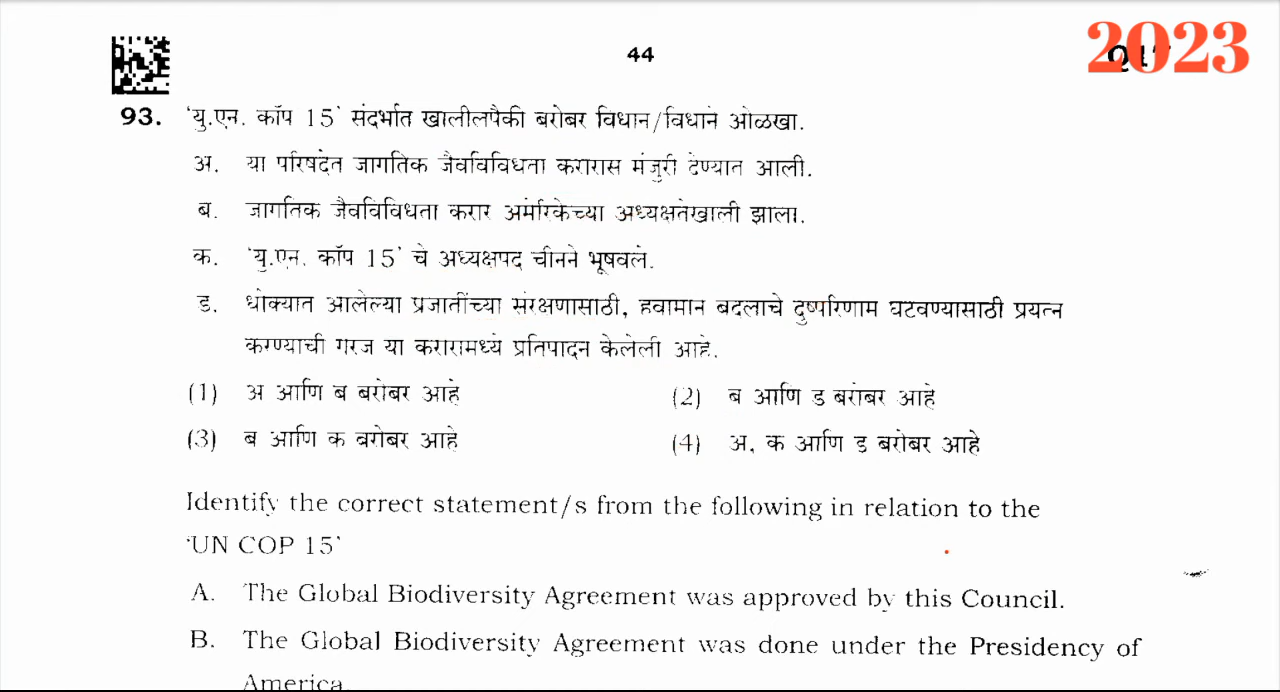 44
2023
93. 'यु.एन. कॉप 15' संदर्भात खालीलपैकी बरोबर विधान/विधाने ओळखा.
अ. या परिषदेत जागतिक जैवविविधता करारास मंजुरी देण्यात आली.
ब. जागतिक जैवविविधता करार अमेरिकेच्या अध्यक्षतेखाली झाला.
क. 'यु.एन. कॉप 15' चे अध्यक्षपद चीनने भूषवले.
ड. धोक्यात आलेल्या प्रजातींच्या संरक्षणासाठी, हवामान बदलाचे दुष्परिणाम घटवण्यासाठी प्रयत्न
करण्याची गरज या करारामध्ये प्रतिपादन केलेली आहे.
(1) अ आणि ब बरोबर आहे (2) ब आणि ड बरोबर आहे
(3) ब आणि क बरोबर आहे (4) अ, क आणि ड बरोबर आहे
Identify the correct statement/s from the following in relation to the
'UN COP 15'
A. The Global Biodiversity Agreement was approved by this Council.
B. The Global Biodiversity Agreement was done under the Presidency of
America